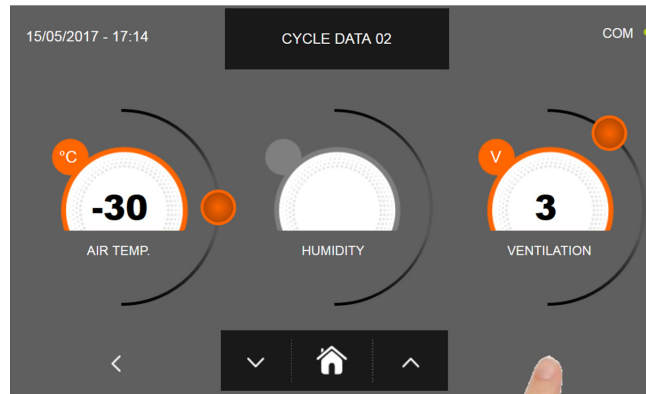 15/05/2017 - 17:14
CYCLE DATA 02
COM
°C
-30
AIR TEMP.
HUMIDITY
V
3
VENTILATION